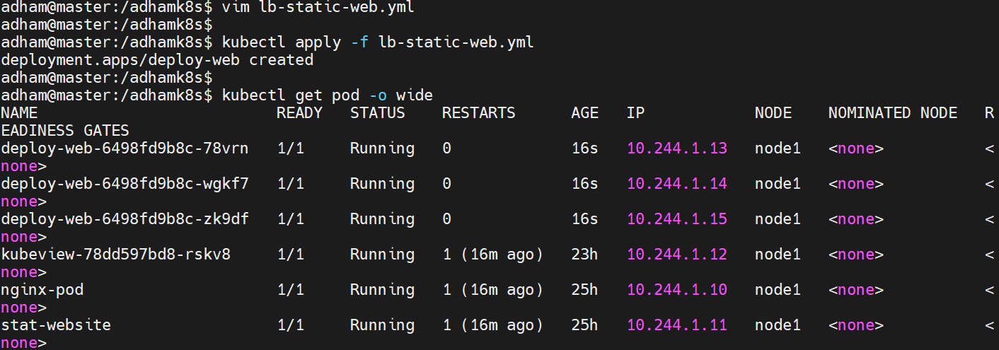 adham@master:/adhamk8s$ vim lb-static-web.yml
adham@master:/adhamk8s$
adham@master:/adhamk8s$ kubectl apply -f lb-static-web.yml
deployment.apps/deploy-web created
adham@master:/adhamk8s$
adham@master:/adhamk8s$ kubectl get pod -o wide
NAME                          READY   STATUS    RESTARTS      AGE   IP            NODE    NOMINATED NODE   R
EADINESS GATES
deploy-web-6498fd9b8c-78vrn   1/1     Running   0             16s   10.244.1.13   node1   <none>           <
none>
deploy-web-6498fd9b8c-wgkf7   1/1     Running   0             16s   10.244.1.14   node1   <none>           <
none>
deploy-web-6498fd9b8c-zk9df   1/1     Running   0             16s   10.244.1.15   node1   <none>           <
none>
kubeview-78dd597bd8-rskv8     1/1     Running   1 (16m ago)   23h   10.244.1.12   node1   <none>           <
none>
nginx-pod                     1/1     Running   1 (16m ago)   25h   10.244.1.10   node1   <none>           <
none>
stat-website                  1/1     Running   1 (16m ago)   25h   10.244.1.11   node1   <none>           <
none>